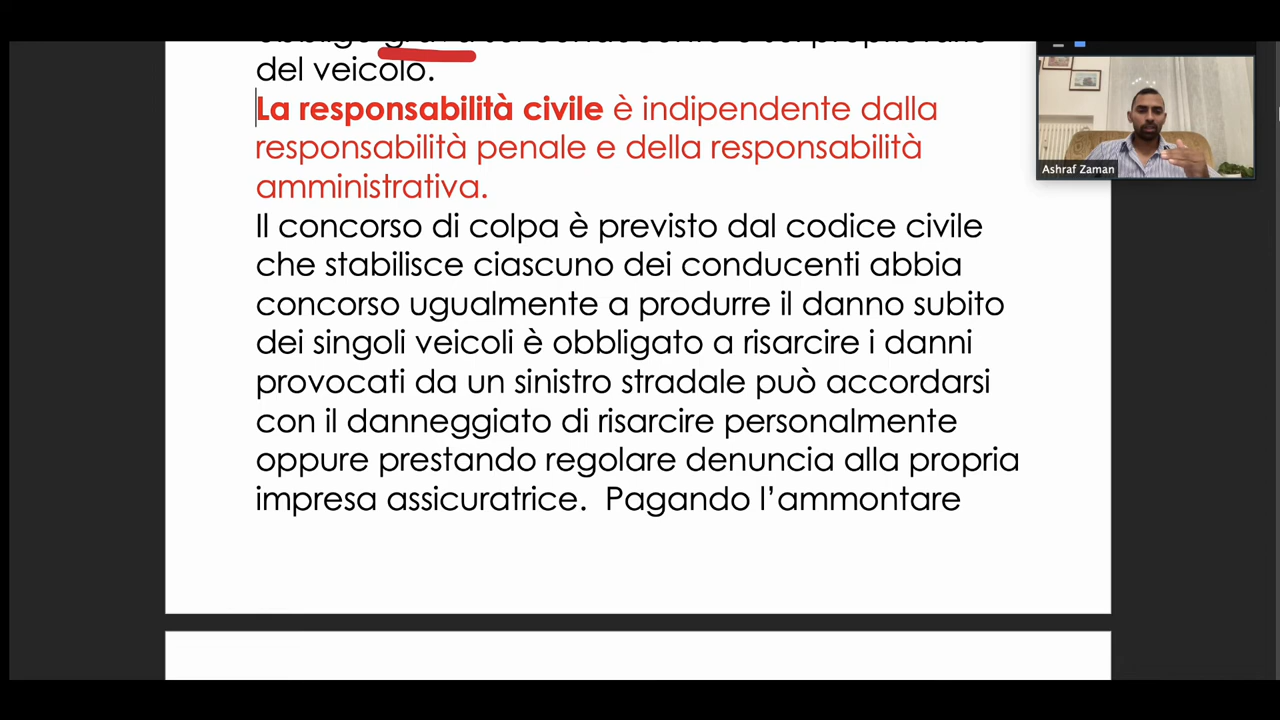 del veicolo.
La responsabilità civile è indipendente dalla
responsabilità penale e della responsabilità
amministrativa.
Il concorso di colpa è previsto dal codice civile
che stabilisce ciascuno dei conducenti abbia
concorso ugualmente a produrre il danno subito
dei singoli veicoli è obbligato a risarcire i danni
provocati da un sinistro stradale può accordarsi
con il danneggiato di risarcire personalmente
oppure prestando regolare denuncia alla propria
impresa assicuratrice. Pagando l’ammontare
Ashraf Zaman